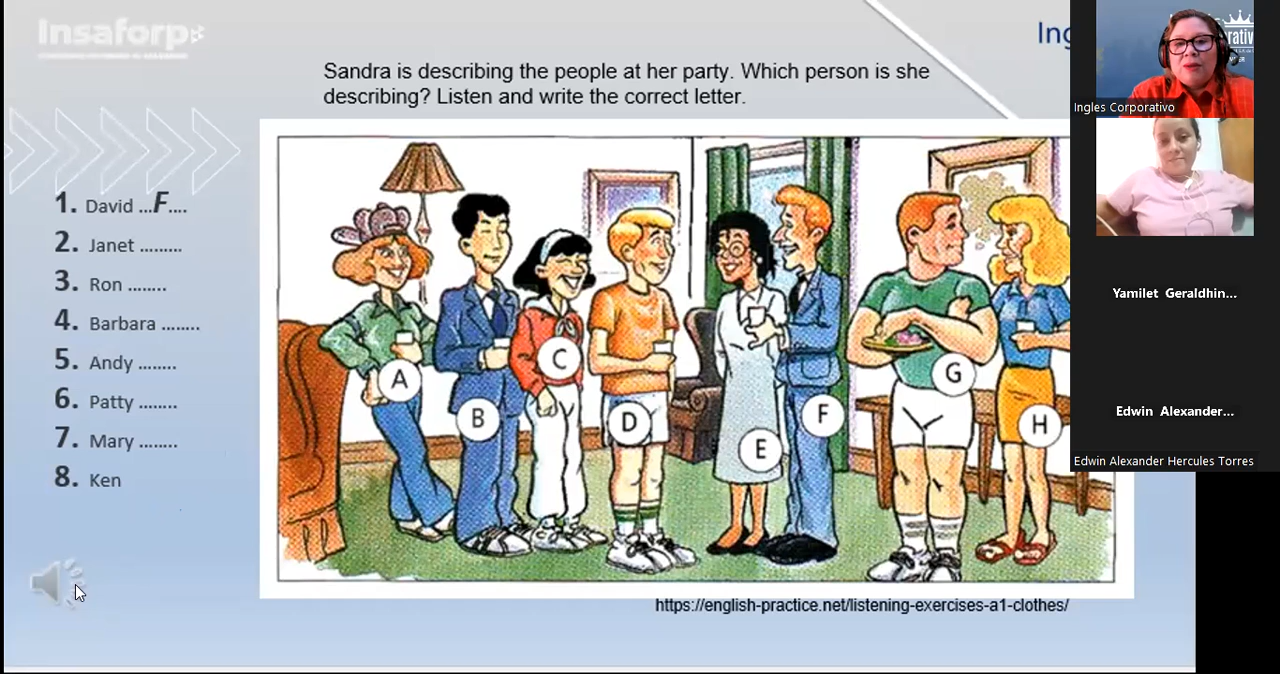 Insaforp
Ing
Sandra is describing the people at her party. Which person is she
describing? Listen and write the correct letter.
1. David ...F....
2. Janet .........
3. Ron ........
4. Barbara ........
5. Andy ........
6. Patty ........
7. Mary ........
8. Ken
A
B
C
D
E
F
G
H
https://english-practice.net/listening-exercises-a1-clothes/
Ingles Corporativo
Yamilet Geraldhin...
Edwin Alexander...
Edwin Alexander Hercules Torres